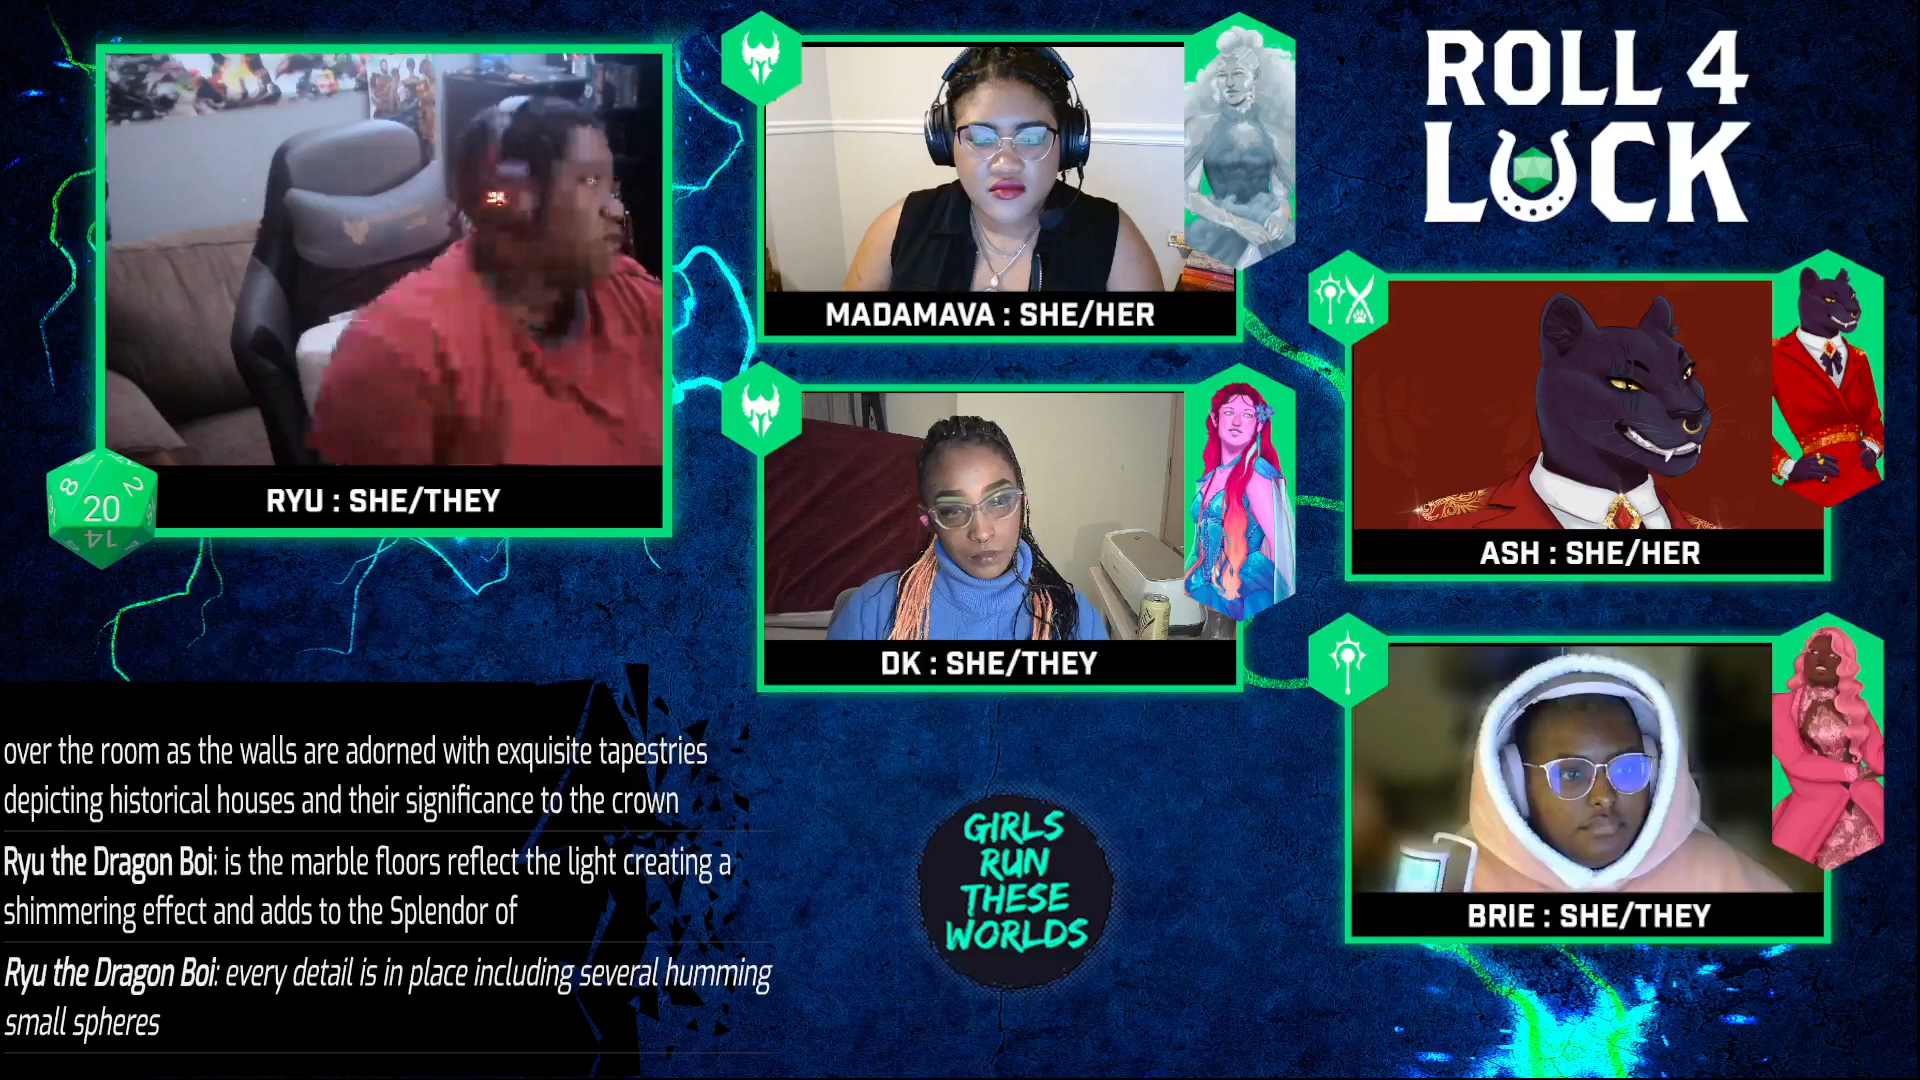 ROLL 4
LUCK
RYU : SHE/THEY
MADAMAVA : SHE/HER
DK : SHE/THEY
ASH : SHE/HER
BRIE : SHE/THEY
20
8
2
14
over the room as the walls are adorned with exquisite tapestries
depicting historical houses and their significance to the crown
Ryu the Dragon Boi: is the marble floors reflect the light creating a
shimmering effect and adds to the Splendor of
Ryu the Dragon Boi: every detail is in place including several humming
small spheres
GIRLS
RUN
THESE
WORLDS